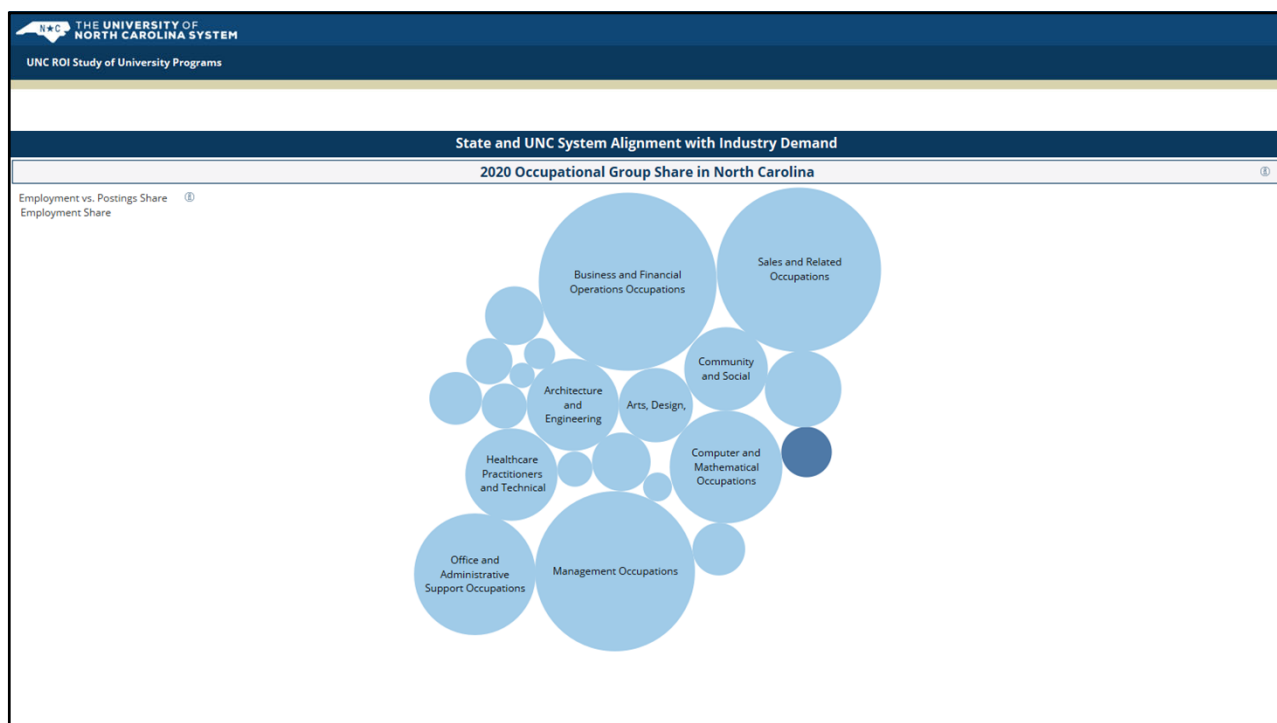 N★C
THE UNIVERSITY OF
NORTH CAROLINA SYSTEM
UNC ROI Study of University Programs
State and UNC System Alignment with Industry Demand
2020 Occupational Group Share in North Carolina
Employment vs. Postings Share
Employment Share
Business and Financial
Operations Occupations
Sales and Related
Occupations
Community
and Social
Architecture
and
Engineering
Arts, Design,
Healthcare
Practitioners
and Technical
Computer and
Mathematical
Occupations
Office and
Administrative
Support Occupations
Management Occupations